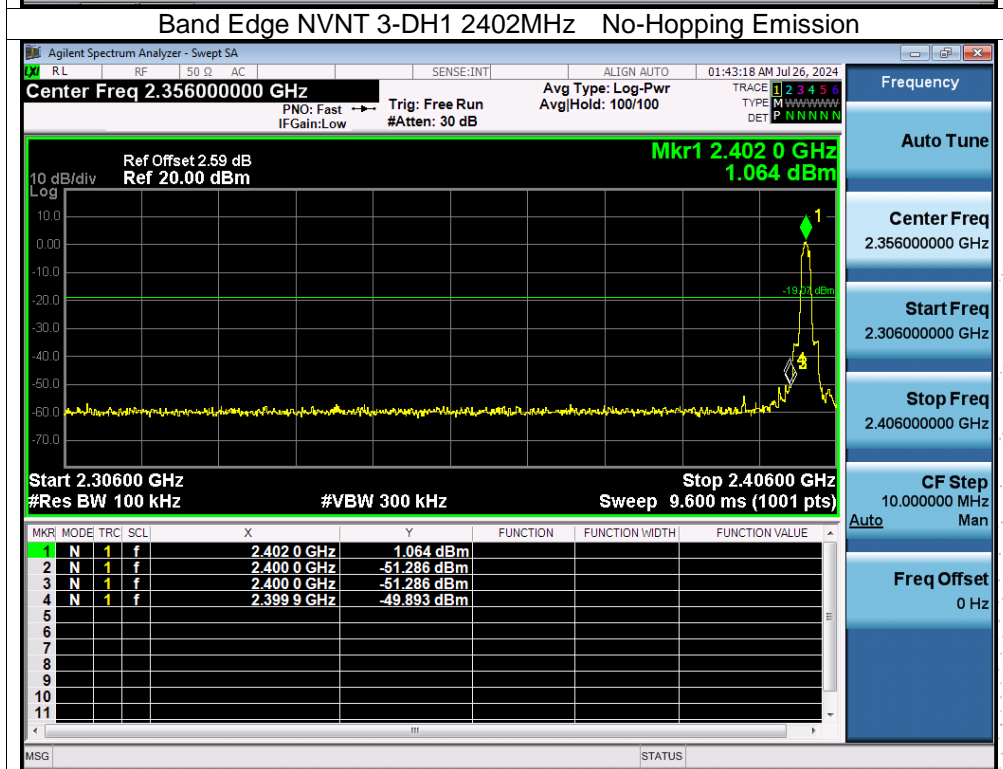 Band Edge NVNT 3-DH1 2402MHz No-Hopping Emission
Agilent Spectrum Analyzer - Swept SA
LXI RL RF 50 Ω AC SENSE:INT ALIGN AUTO 01:43:18 AM Jul 26, 2024
Center Freq 2.356000000 GHz
PNO: Fast
IFGain:Low
Trig: Free Run
#Atten: 30 dB
Avg Type: Log-Pwr
Avg|Hold: 100/100
TRACE 1 2 3 4 5 6
TYPE M WWWWW
DET P N N N N N
Frequency
Auto Tune
Center Freq
2.356000000 GHz
Start Freq
2.306000000 GHz
Stop Freq
2.406000000 GHz
CF Step
10.000000 MHz
Auto Man
Freq Offset
0 Hz
Mkr1 2.402 0 GHz
1.064 dBm
Ref Offset 2.59 dB
10 dB/div Ref 20.00 dBm
Log
10.0
0.00
-10.0
-20.0
-30.0
-40.0
-50.0
-60.0
-70.0
1
-19.07 dBm
Start 2.30600 GHz Stop 2.40600 GHz
#Res BW 100 kHz #VBW 300 kHz Sweep 9.600 ms (1001 pts)
MKR MODE TRC SCL X Y FUNCTION FUNCTION WIDTH FUNCTION VALUE
1 N 1 f 2.402 0 GHz 1.064 dBm
2 N 1 f 2.400 0 GHz -51.286 dBm
3 N 1 f 2.400 0 GHz -51.286 dBm
4 N 1 f 2.399 9 GHz -49.893 dBm
5
6
7
8
9
10
11
MSG STATUS